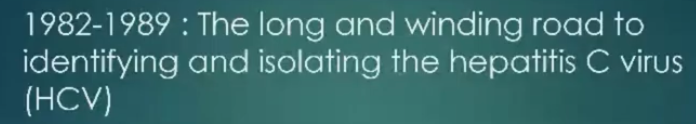 1982-1989 : The long and winding road to
identifying and isolating the hepatitis C virus
(HCV)